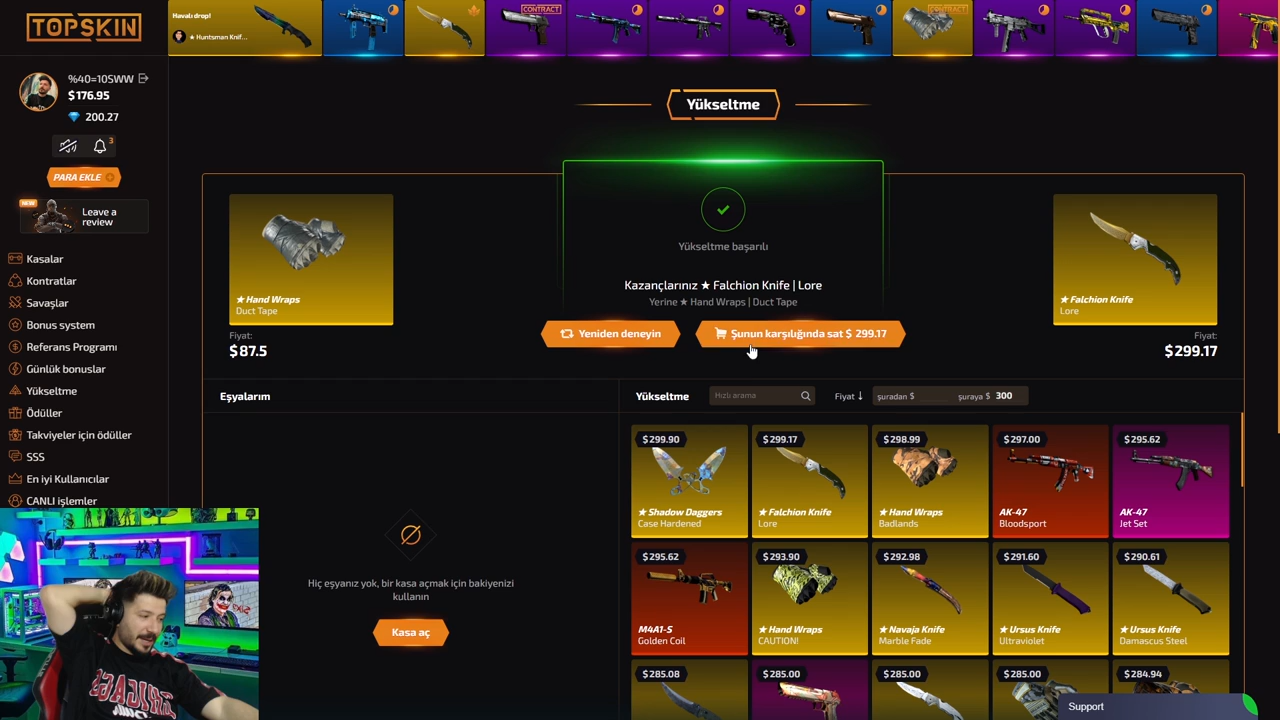 TOPSKIN
Havalı drop!
★ Huntsman Knif...
CONTRACT
CONTRACT
%40=10SWW
$176.95
200.27
3
PARA EKLE
NEW
Leave a
review
Kasalar
Kontratlar
Savaşlar
Bonus system
Referans Programı
Günlük bonuslar
Yükseltme
Ödüller
Takviyeler için ödüller
SSS
En iyi Kullanıcılar
CANLI işlemler
Yükseltme
★ Hand Wraps
Duct Tape
Fiyat:
$87.5
Yükseltme başarılı
Kazançlarınız ★ Falchion Knife | Lore
Yerine ★ Hand Wraps | Duct Tape
Yeniden deneyin
Şunun karşılığında sat $ 299.17
★ Falchion Knife
Lore
Fiyat:
$299.17
Eşyalarım
Hiç eşyanız yok, bir kasa açmak için bakiyenizi
kullanın
Kasa aç
Yükseltme
Hızlı arama
Fiyat
şuradan $
şuraya $ 300
$299.90
★ Shadow Daggers
Case Hardened
$299.17
★ Falchion Knife
Lore
$298.99
★ Hand Wraps
Badlands
$297.00
AK-47
Bloodsport
$295.62
AK-47
Jet Set
$295.62
M4A1-S
Golden Coil
$293.90
★ Hand Wraps
CAUTION!
$292.98
★ Navaja Knife
Marble Fade
$291.60
★ Ursus Knife
Ultraviolet
$290.61
★ Ursus Knife
Damascus Steel
$285.08
$285.00
$285.00
$285.00
$284.94
Support